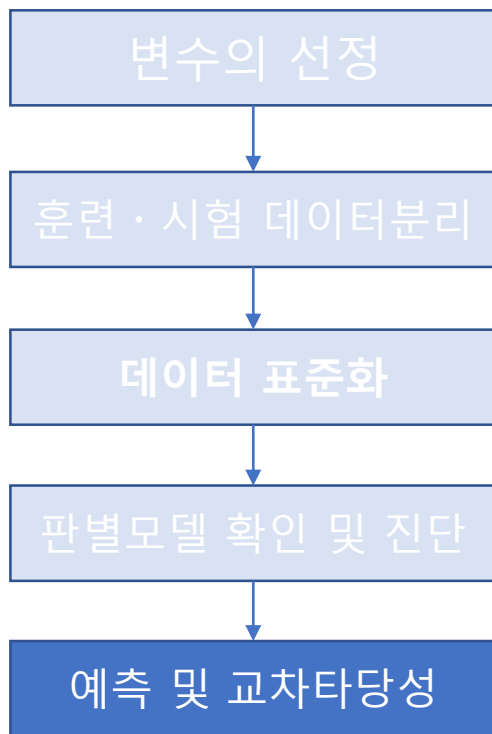 변수의 선정
훈련 · 시험 데이터분리
데이터 표준화
판별모델 확인 및 진단
예측 및 교차타당성